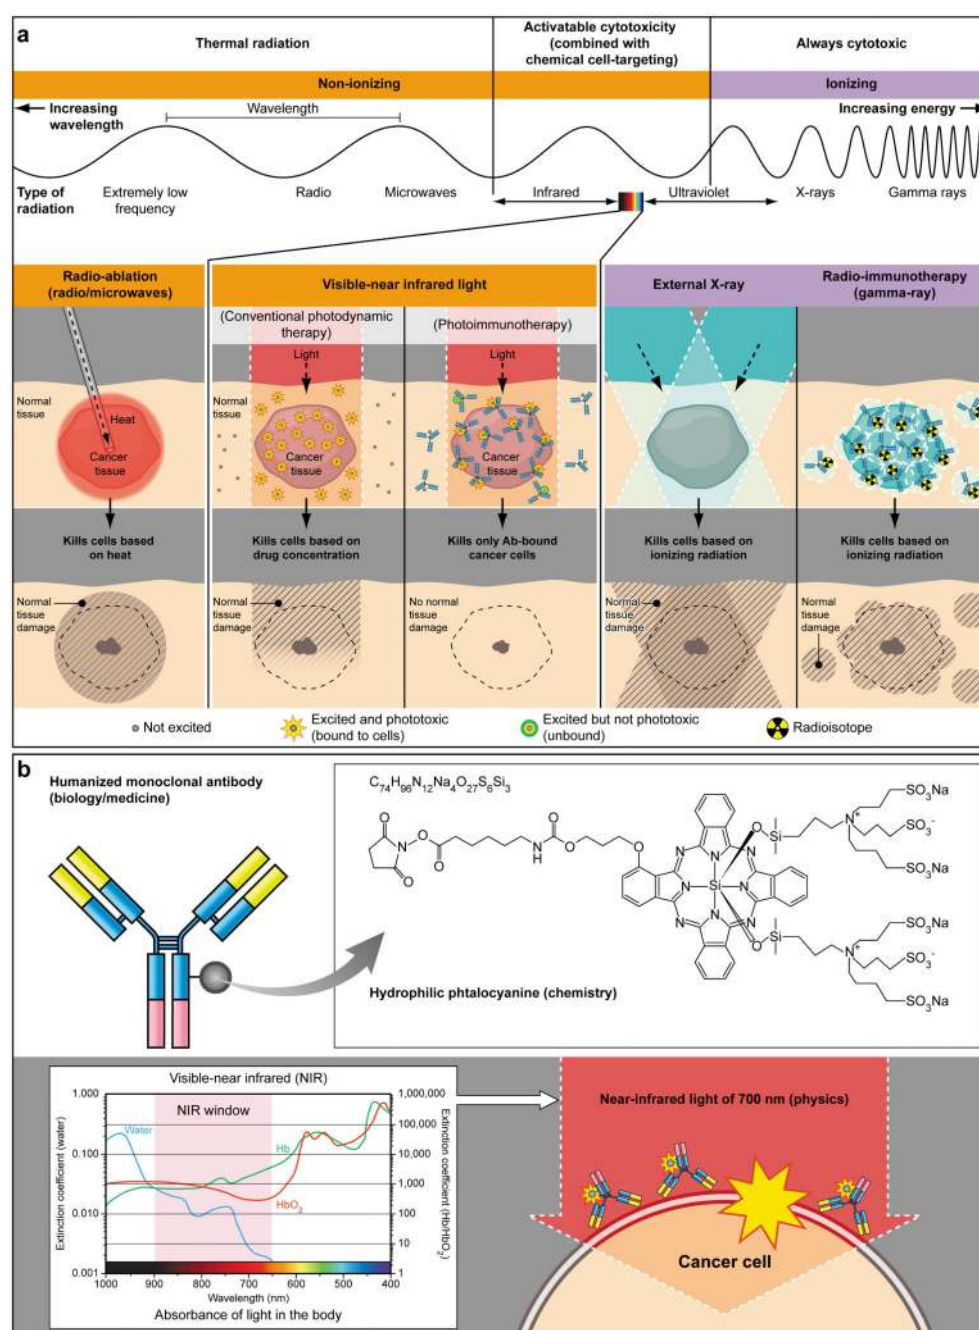 a
Thermal radiation
Activatable cytotoxicity
(combined with
chemical cell-targeting)
Always cytotoxic
Non-ionizing
Ionizing
Increasing
wavelength
Wavelength
Increasing energy
Type of
radiation
Extremely low
frequency
Radio
Microwaves
Infrared
Ultraviolet
X-rays
Gamma rays
Radio-ablation
(radio/microwaves)
Visible-near infrared light
External X-ray
Radio-immunotherapy
(gamma-ray)
(Conventional photodynamic
therapy)
(Photoimmunotherapy)
Light
Light
Normal
tissue
Heat
Cancer
tissue
Normal
tissue
Cancer
tissue
Cancer
tissue
Kills cells based
on heat
Kills cells based on
drug concentration
Kills only Ab-bound
cancer cells
Kills cells based on
ionizing radiation
Kills cells based on
ionizing radiation
Normal
tissue
damage
Normal
tissue
damage
No normal
tissue
damage
Normal
tissue
damage
Normal
tissue
damage
Not excited
Excited and phototoxic
(bound to cells)
Excited but not phototoxic
(unbound)
Radioisotope
b
Humanized monoclonal antibody
(biology/medicine)
C74H96N12Na4O27S6Si3
O
N
O
O
O
N
H
O
O
O
N
N
N
N
N
N
N
N
Si
O
Si
N+
SO3Na
SO3-
SO3Na
O
Si
N+
SO3Na
SO3-
SO3Na
Hydrophilic phtalocyanine (chemistry)
Visible-near infrared (NIR)
NIR window
Extinction coefficient (water)
1.000
0.100
0.010
0.001
Water
Hb
HbO2
1,000,000
100,000
10,000
1,000
100
10
1
Extinction coefficient (Hb/HbO2)
1000 900 800 700 600 500 400
Wavelength (nm)
Absorbance of light in the body
Near-infrared light of 700 nm (physics)
Cancer cell